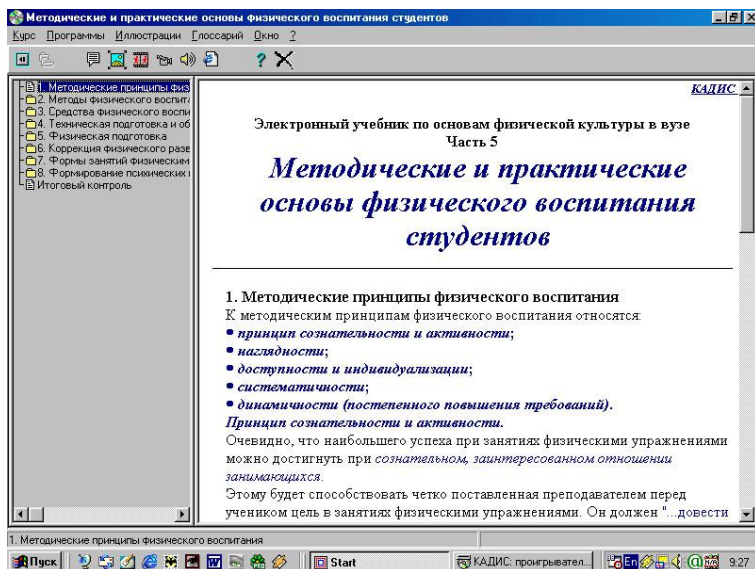 Методические и практические основы физического воспитания студентов
Курс Программы Иллюстрации Глоссарий Окно ?
1. Методические принципы физ
2. Методы физического воспит
3. Средства физического воспи
4. Техническая подготовка и об
5. Физическая подготовка
6. Коррекция физического разв
7. Формы занятий физическим
8. Формирование психических
Итоговый контроль
КАДИС
Электронный учебник по основам физической культуры в вузе
Часть 5
Методические и практические
основы физического воспитания
студентов
1. Методические принципы физического воспитания
К методическим принципам физического воспитания относятся:
• принцип сознательности и активности;
• наглядности;
• доступности и индивидуализации;
• систематичности;
• динамичности (постепенного повышения требований).
Принцип сознательности и активности.
Очевидно, что наибольшего успеха при занятиях физическими упражнениями
можно достигнуть при сознательном, заинтересованном отношении
занимающихся.
Этому будет способствовать четко поставленная преподавателем перед
учеником цель в занятиях физическими упражнениями. Он должен "...довести
1. Методические принципы физического воспитания
Пуск
Start
КАДИС: проигрывател...
En
9:27